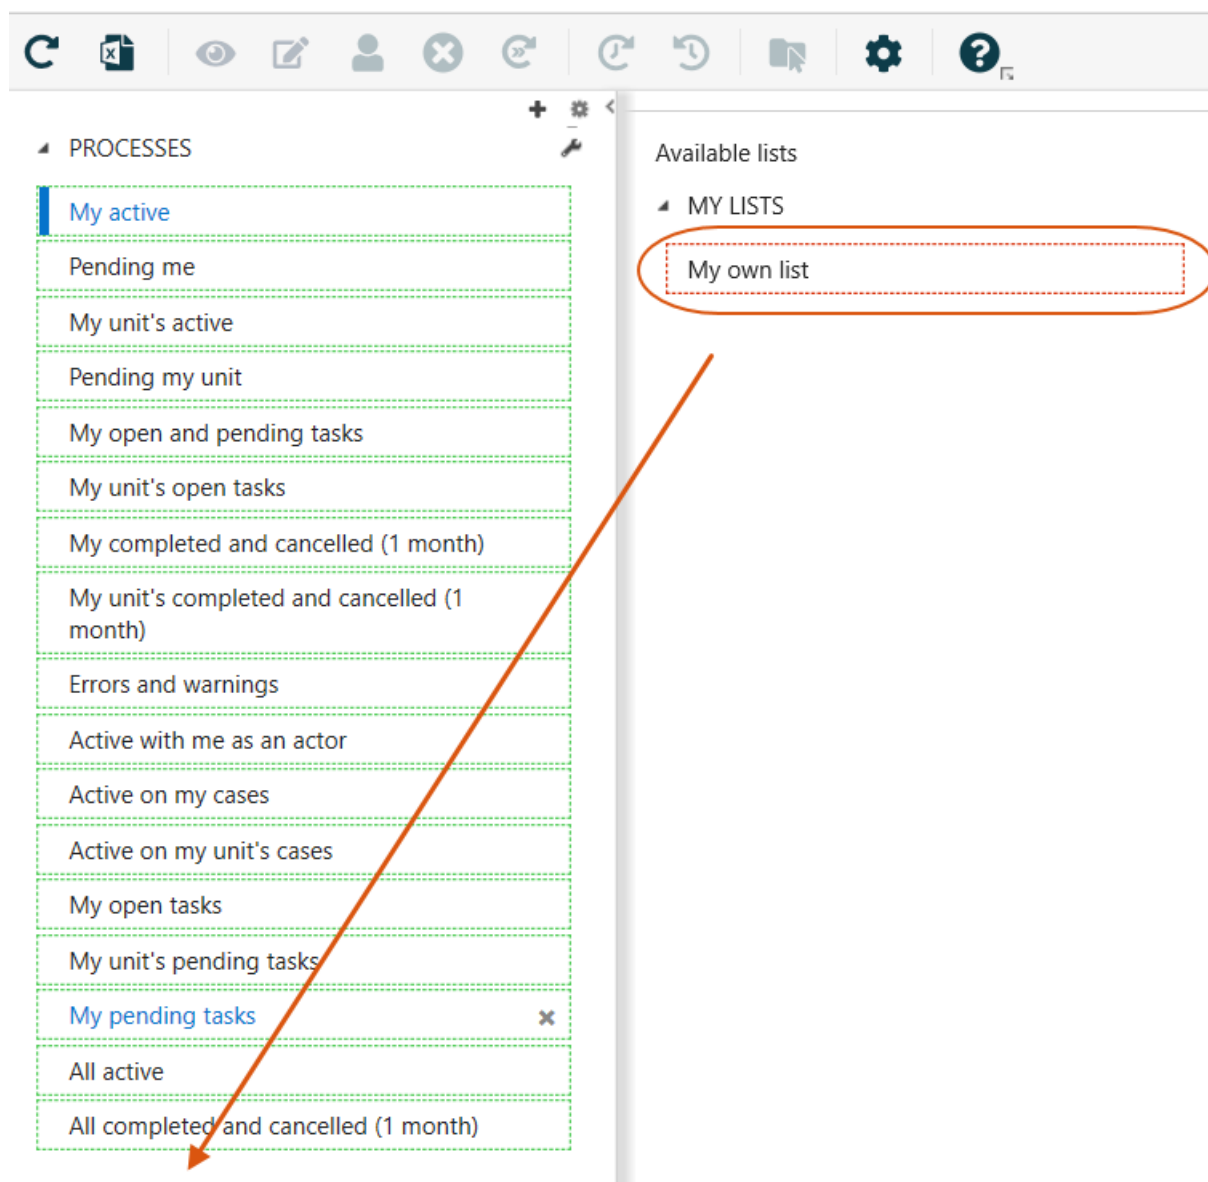 PROCESSES
My active
Pending me
My unit's active
Pending my unit
My open and pending tasks
My unit's open tasks
My completed and cancelled (1 month)
My unit's completed and cancelled (1
month)
Errors and warnings
Active with me as an actor
Active on my cases
Active on my unit's cases
My open tasks
My unit's pending tasks
My pending tasks
All active
All completed and cancelled (1 month)
Available lists
MY LISTS
My own list